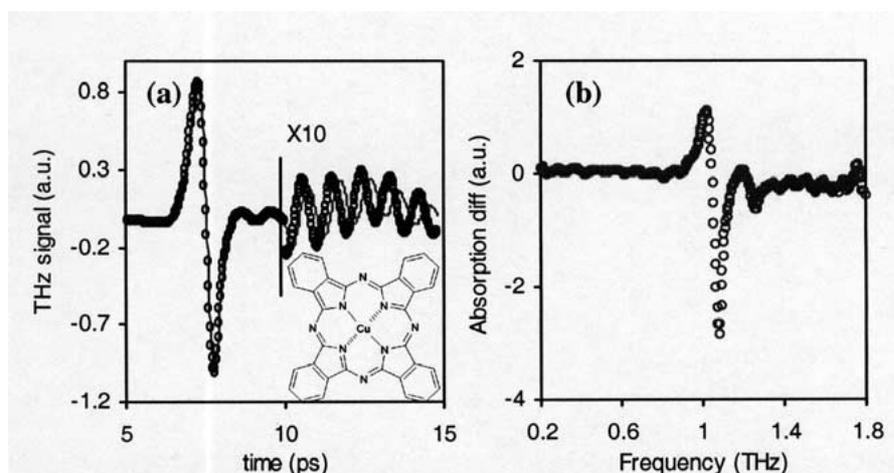 (a)
X10
THz signal (a.u.)
0.8
0.3
-0.2
-0.7
-1.2
5
10
15
time (ps)
N
N
N
N
N
Cu
N
N
N
(b)
Absorption diff (a.u.)
2
0
-2
-4
0.2
0.6
1
1.4
1.8
Frequency (THz)